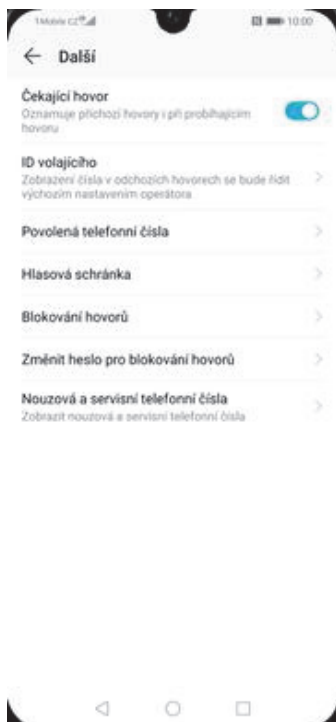 10:00
Další
Čekající hovor
Oznamuje příchozí hovory i při probíhajícím
hovoru
ID volajícího
Zobrazení čísla v odchozích hovorech se bude řídit
výchozím nastavením operátora
Povolená telefonní čísla
Hlasová schránka
Blokování hovorů
Změnit heslo pro blokování hovorů
Nouzová a servisní telefonní čísla
Zobrazit nouzová a servisní telefonní čísla